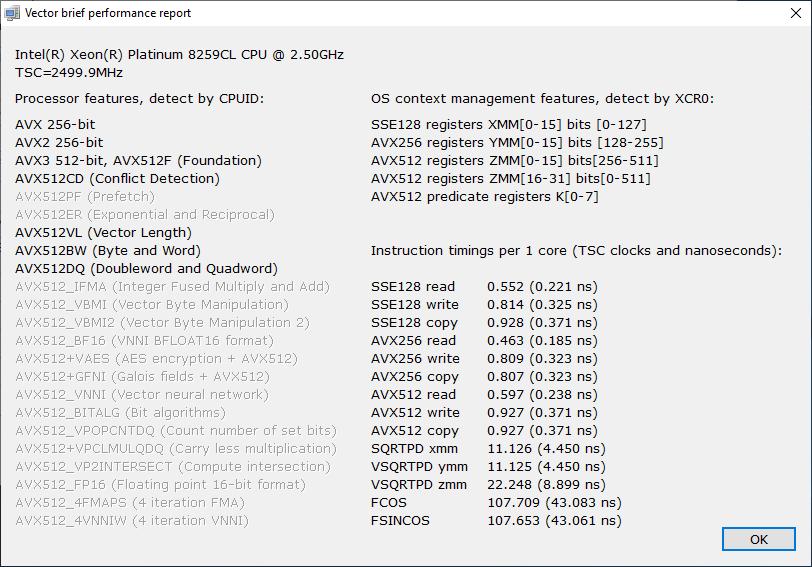 Vector brief performance report
Intel(R) Xeon(R) Platinum 8259CL CPU @ 2.50GHz
TSC=2499.9MHz
Processor features, detect by CPUID:
AVX 256-bit
AVX2 256-bit
AVX3 512-bit, AVX512F (Foundation)
AVX512CD (Conflict Detection)
AVX512PF (Prefetch)
AVX512ER (Exponential and Reciprocal)
AVX512VL (Vector Length)
AVX512BW (Byte and Word)
AVX512DQ (Doubleword and Quadword)
AVX512_IFMA (Integer Fused Multiply and Add)
AVX512_VBMI (Vector Byte Manipulation)
AVX512_VBMI2 (Vector Byte Manipulation 2)
AVX512_BF16 (VNNI BFLOAT16 format)
AVX512+VAES (AES encryption + AVX512)
AVX512+GFNI (Galois fields + AVX512)
AVX512_VNNI (Vector neural network)
AVX512_BITALG (Bit algorithms)
AVX512_VPOPCNTDQ (Count number of set bits)
AVX512+VPCLMULQDQ (Carry less multiplication)
AVX512_VP2INTERSECT (Compute intersection)
AVX512_FP16 (Floating point 16-bit format)
AVX512_4FMAPS (4 iteration FMA)
AVX512_4VNNIW (4 iteration VNNI)
OS context management features, detect by XCR0:
SSE128 registers XMM[0-15] bits [0-127]
AVX256 registers YMM[0-15] bits [128-255]
AVX512 registers ZMM[0-15] bits[256-511]
AVX512 registers ZMM[16-31] bits[0-511]
AVX512 predicate registers K[0-7]
Instruction timings per 1 core (TSC clocks and nanoseconds):
SSE128 read 0.552 (0.221 ns)
SSE128 write 0.814 (0.325 ns)
SSE128 copy 0.928 (0.371 ns)
AVX256 read 0.463 (0.185 ns)
AVX256 write 0.809 (0.323 ns)
AVX256 copy 0.807 (0.323 ns)
AVX512 read 0.597 (0.238 ns)
AVX512 write 0.927 (0.371 ns)
AVX512 copy 0.927 (0.371 ns)
SQRTPD xmm 11.126 (4.450 ns)
VSQRTPD ymm 11.125 (4.450 ns)
VSQRTPD zmm 22.248 (8.899 ns)
FCOS 107.709 (43.083 ns)
FSINCOS 107.653 (43.061 ns)
OK